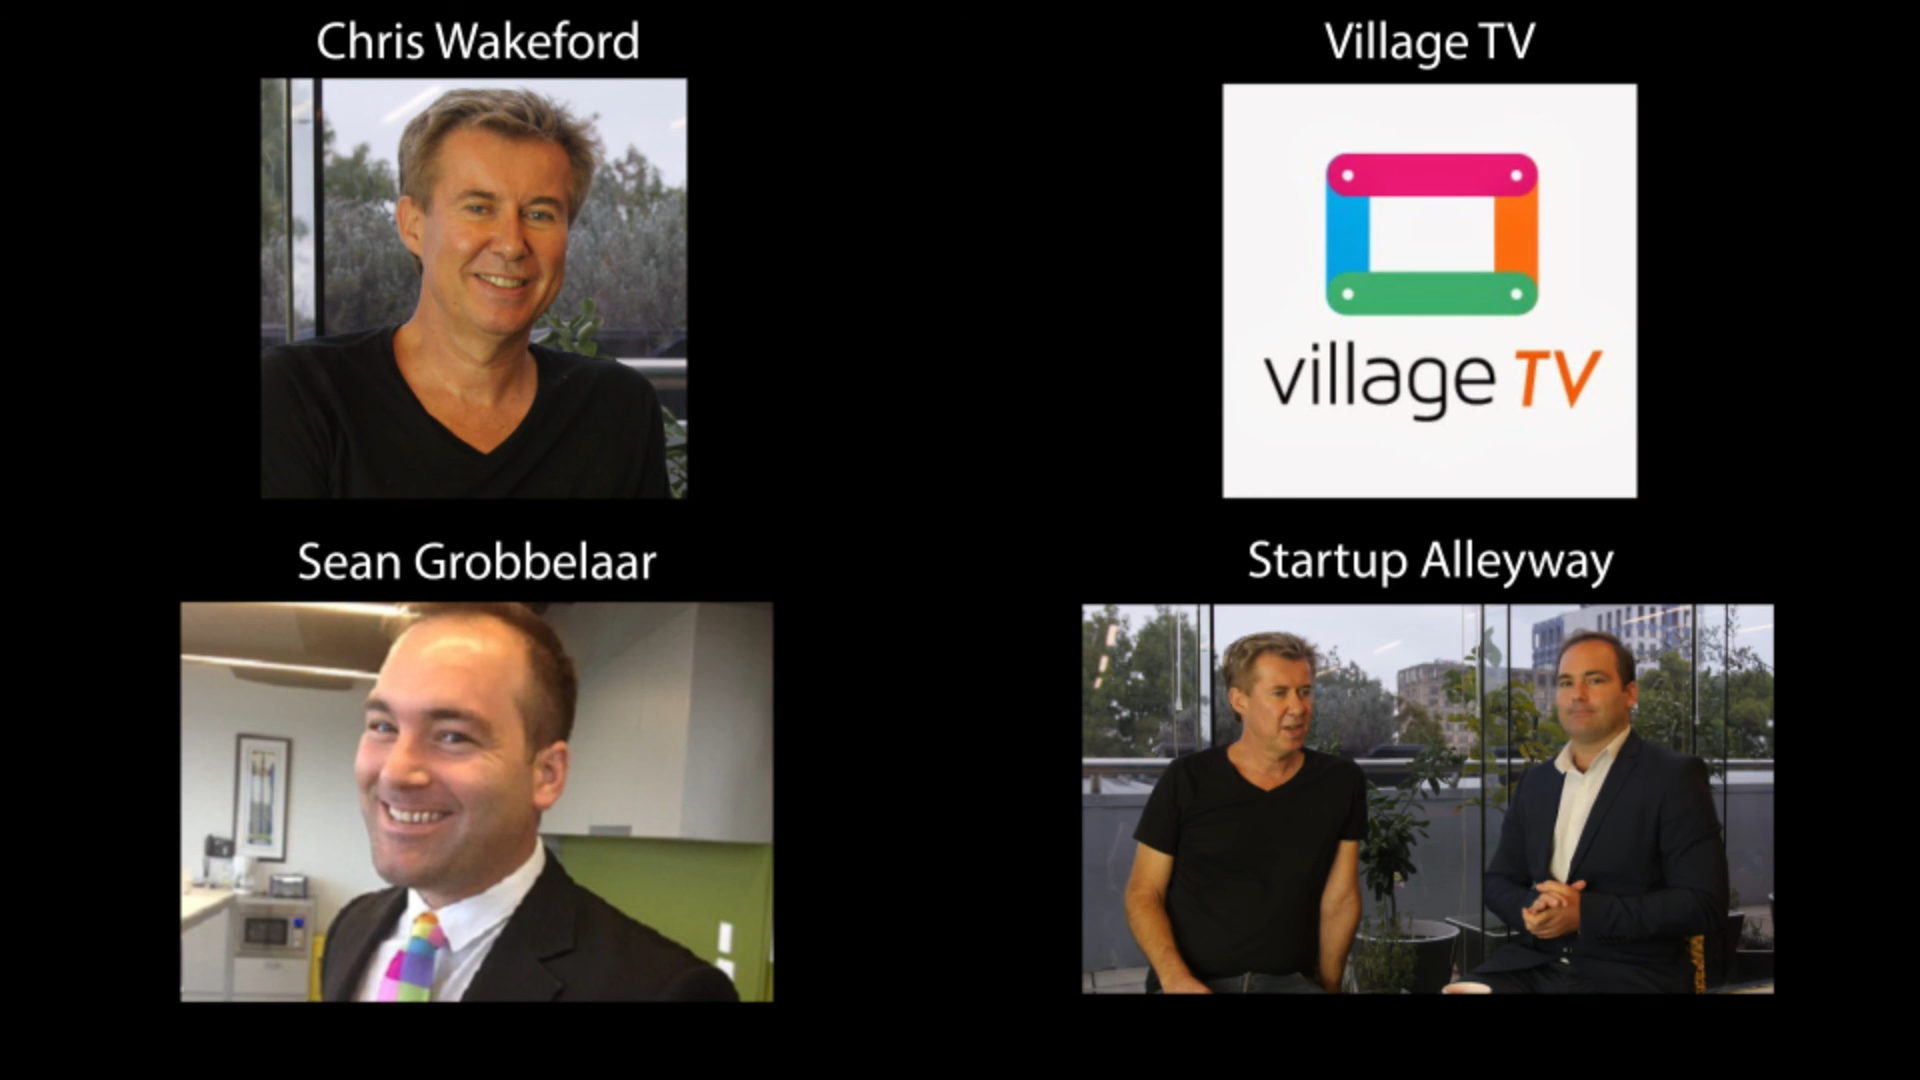 Chris Wakeford
Village TV
village TV
Sean Grobbelaar
Startup Alleyway